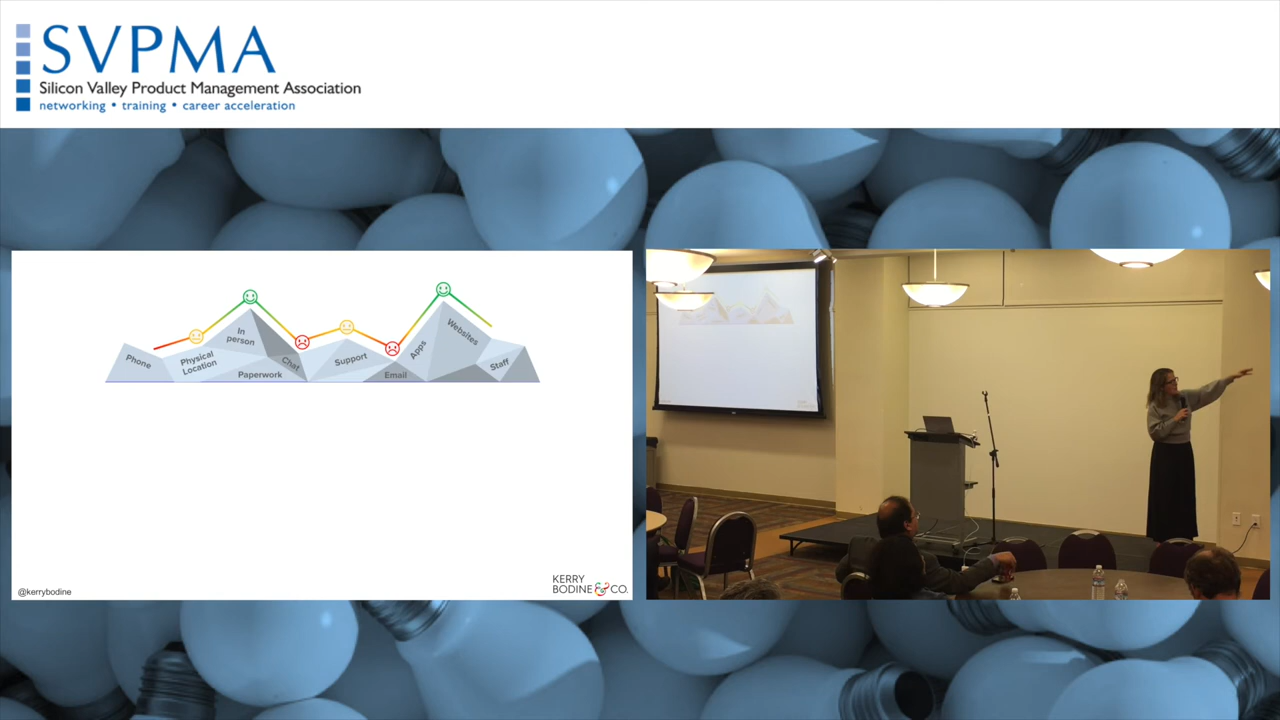 SVPMA
Silicon Valley Product Management Association
networking • training • career acceleration
Phone
Physical
Location
In
person
Paperwork
Chat
Support
Email
Apps
Websites
Staff
@kerrybodine
KERRY
BODINE & CO.